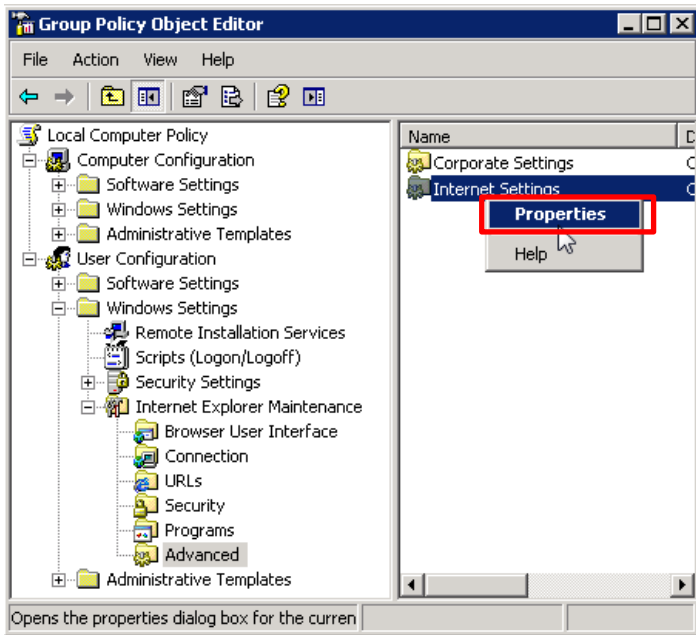 Group Policy Object Editor
File Action View Help
Local Computer Policy
Computer Configuration
Software Settings
Windows Settings
Administrative Templates
User Configuration
Software Settings
Windows Settings
Remote Installation Services
Scripts (Logon/Logoff)
Security Settings
Internet Explorer Maintenance
Browser User Interface
Connection
URLs
Security
Programs
Advanced
Administrative Templates
Name D
Corporate Settings C
Internet Settings C
Properties
Help
Opens the properties dialog box for the curren